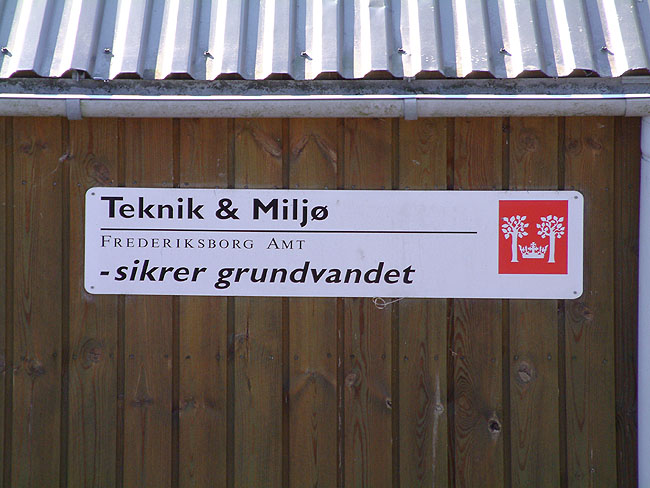 Teknik & Miljø
FREDERIKSBORG AMT
- sikrer grundvandet